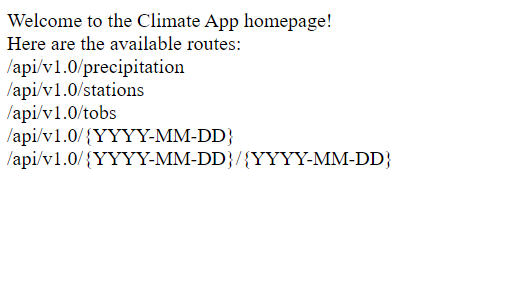 Welcome to the Climate App homepage!
Here are the available routes:
/api/v1.0/precipitation
/api/v1.0/stations
/api/v1.0/tobs
/api/v1.0/{YYYY-MM-DD}
/api/v1.0/{YYYY-MM-DD}/{YYYY-MM-DD}